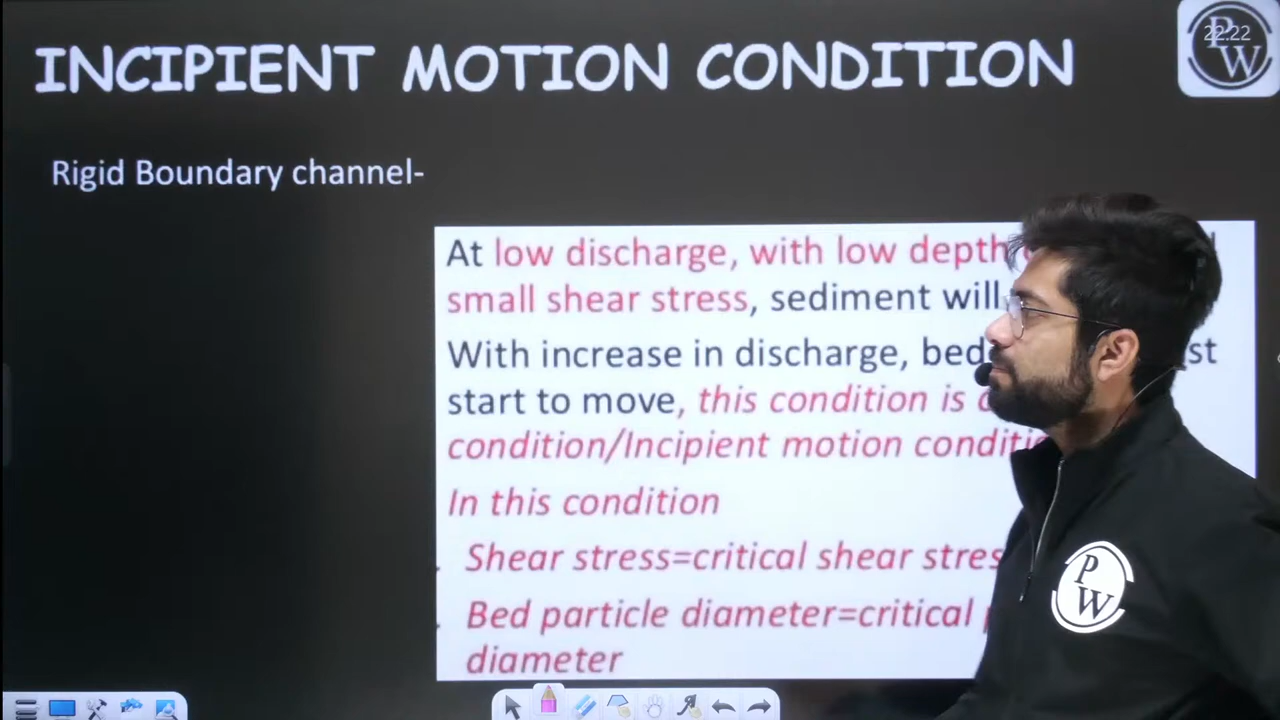 INCIPIENT MOTION CONDITION
22:22
PW
Rigid Boundary channel-
At low discharge, with low depth
small shear stress, sediment will
With increase in discharge, bed
start to move, this condition is
condition/Incipient motion
In this condition
Shear stress=critical shear
Bed particle diameter=critical
diameter
PW